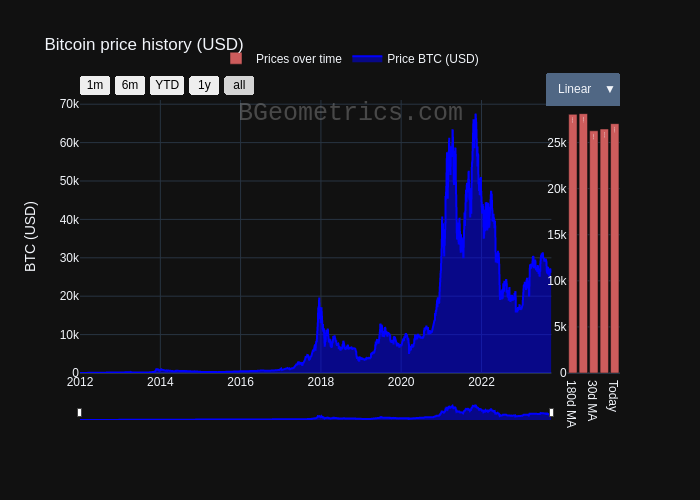 Bitcoin price history (USD)
Prices over time
Price BTC (USD)
1m
6m
YTD
1y
all
Linear ▼
BGeometrics.com
BTC (USD)
70k
60k
50k
40k
30k
20k
10k
0
2012
2014
2016
2018
2020
2022
25k
20k
15k
10k
5k
0
180d MA
30d MA
Today